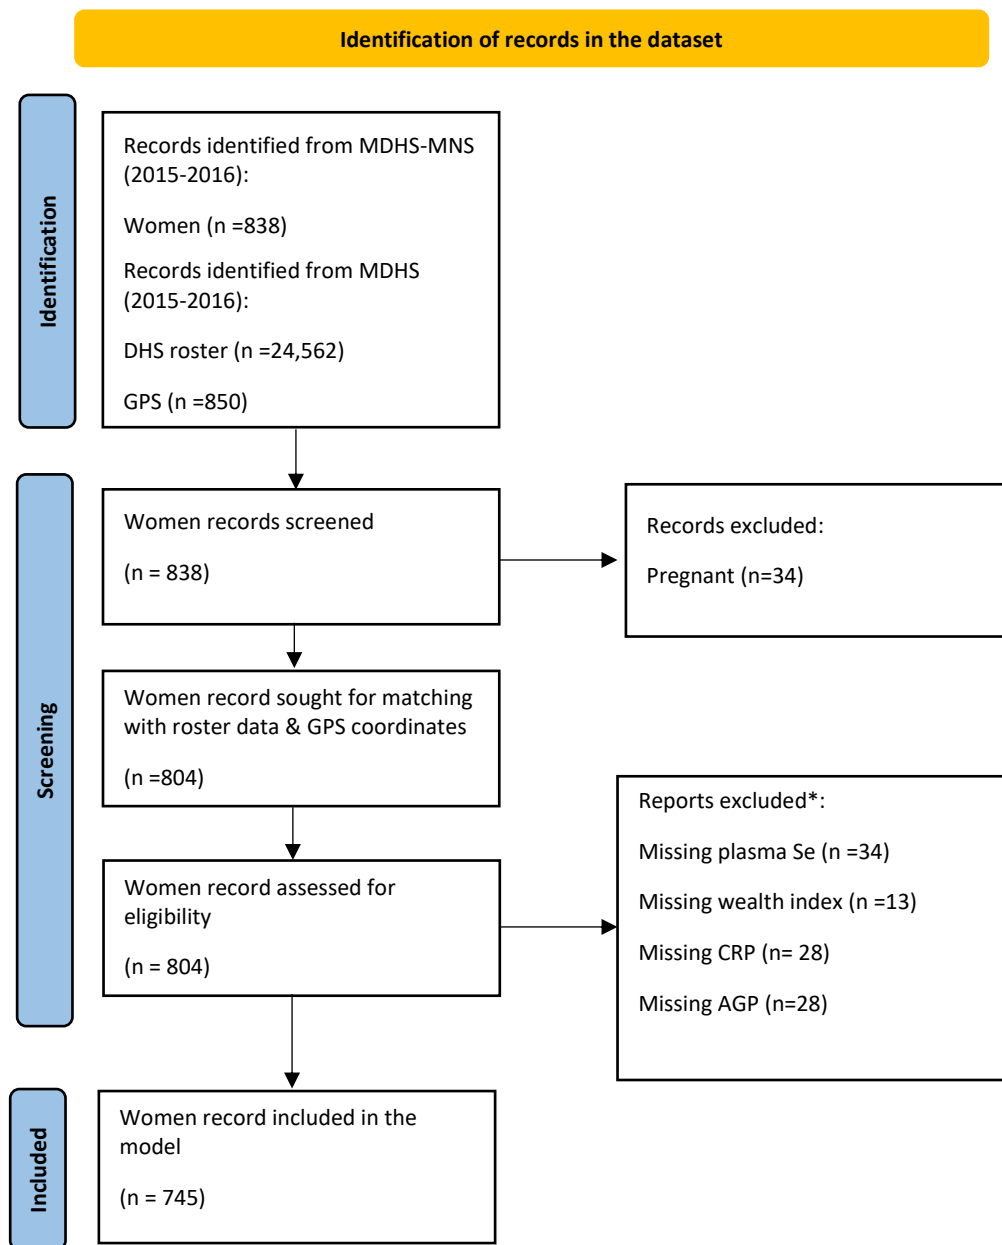 Identification of records in the dataset
Identification
Records identified from MDHS-MNS
(2015-2016):
Women (n =838)
Records identified from MDHS
(2015-2016):
DHS roster (n =24,562)
GPS (n =850)
Screening
Women records screened
(n = 838)
Records excluded:
Pregnant (n=34)
Women record sought for matching
with roster data & GPS coordinates
(n =804)
Women record assessed for
eligibility
(n = 804)
Reports excluded*:
Missing plasma Se (n =34)
Missing wealth index (n =13)
Missing CRP (n= 28)
Missing AGP (n=28)
Included
Women record included in the
model
(n = 745)